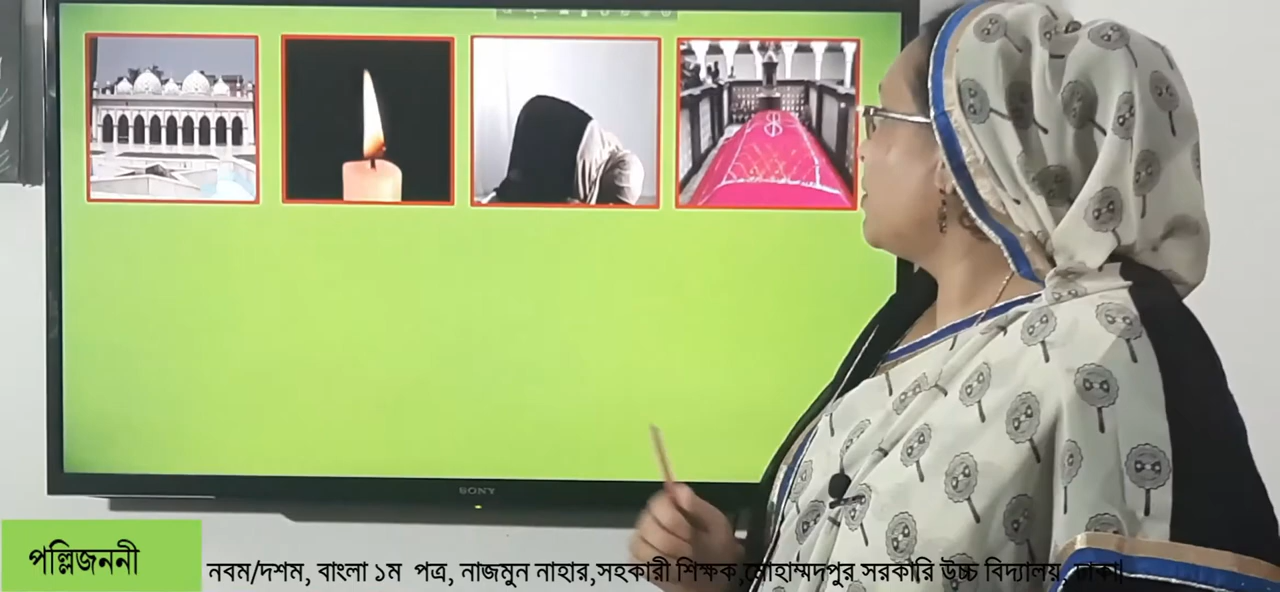 SONY
পল্লিজননী
নবম/দশম, বাংলা ১ম পত্র, নাজমুন নাহার,সহকারী শিক্ষক,মোহাম্মদপুর সরকারি উচ্চ বিদ্যালয়, ঢাকা।